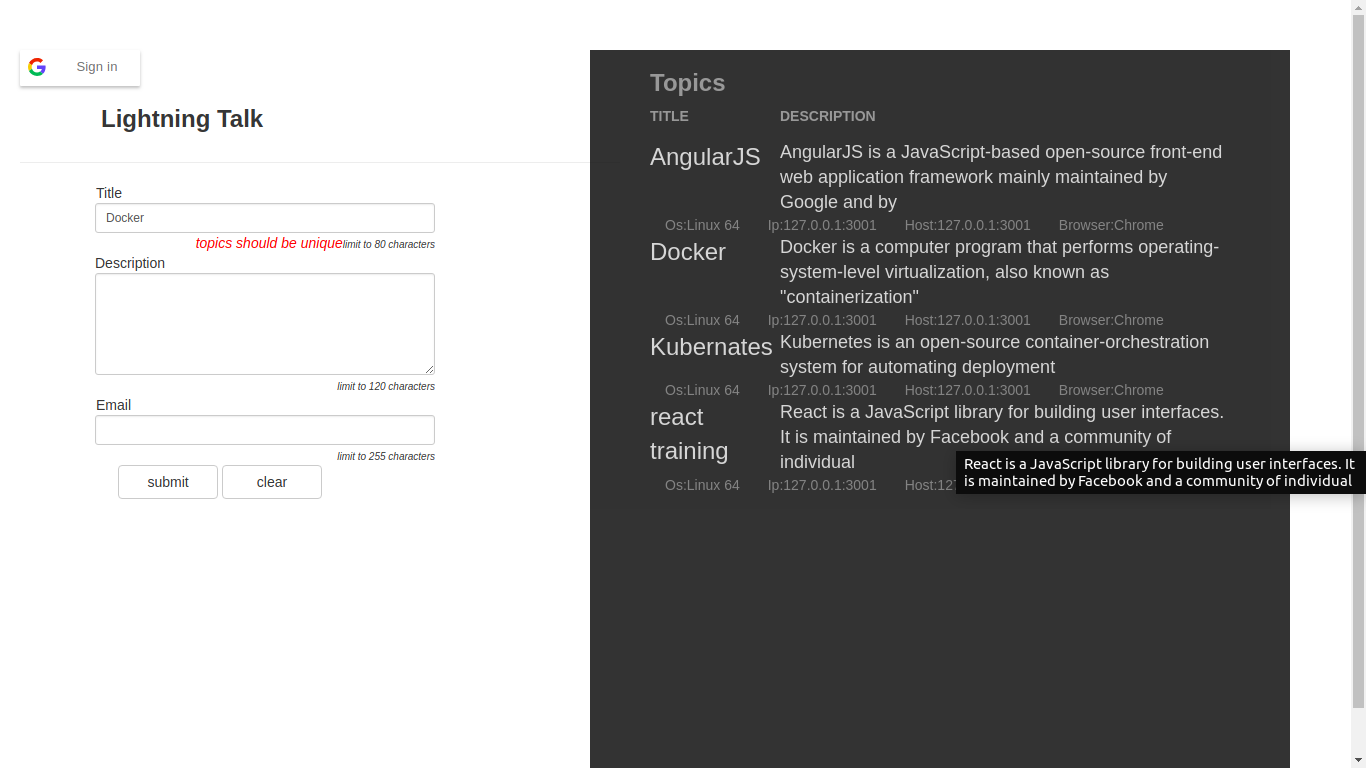 Sign in
Lightning Talk
Title
Docker
topics should be unique limit to 80 characters
Description
limit to 120 characters
Email
limit to 255 characters
submit clear
Topics
TITLE DESCRIPTION
AngularJS AngularJS is a JavaScript-based open-source front-end
web application framework mainly maintained by
Google and by
Os:Linux 64 Ip:127.0.0.1:3001 Host:127.0.0.1:3001 Browser:Chrome
Docker Docker is a computer program that performs operating-
system-level virtualization, also known as
"containerization"
Os:Linux 64 Ip:127.0.0.1:3001 Host:127.0.0.1:3001 Browser:Chrome
Kubernates Kubernetes is an open-source container-orchestration
system for automating deployment
Os:Linux 64 Ip:127.0.0.1:3001 Host:127.0.0.1:3001 Browser:Chrome
react React is a JavaScript library for building user interfaces.
training It is maintained by Facebook and a community of
individual
Os:Linux 64 Ip:127.0.0.1:3001
React is a JavaScript library for building user interfaces. It
is maintained by Facebook and a community of individual